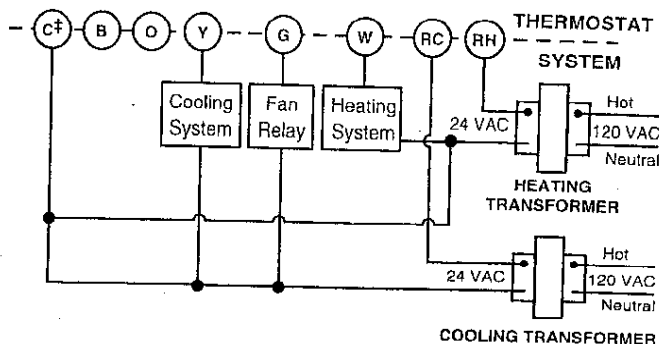 C‡ B O Y G W RC RH
THERMOSTAT
SYSTEM
Cooling
System
Fan
Relay
Heating
System
24 VAC
Hot
120 VAC
Neutral
HEATING
TRANSFORMER
24 VAC
Hot
120 VAC
Neutral
COOLING TRANSFORMER